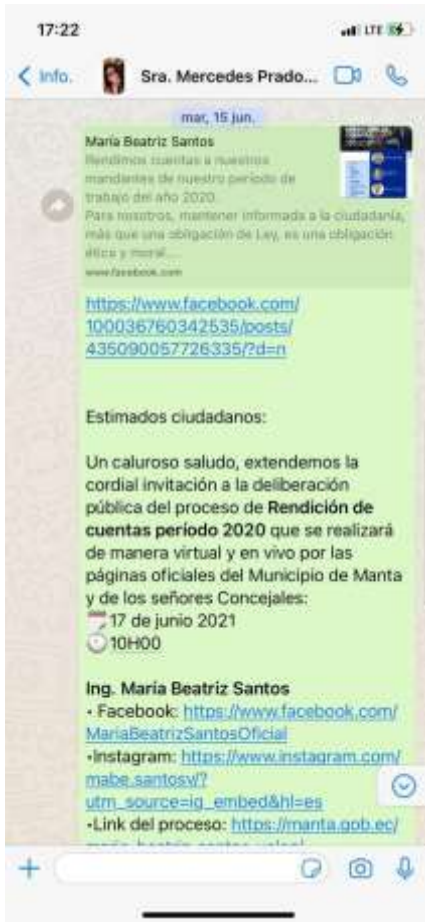 17:22
LTE
Info.
Sra. Mercedes Prado...
mar, 15 jun.
María Beatriz Santos
Rendimos cuentas a nuestros
mandantes de nuestro período de
trabajo del año 2020.
Para nosotros, mantener informada a la ciudadanía,
más que una obligación de Ley, es una obligación
ética y moral...
www.facebook.com
https://www.facebook.com/
100036760342535/posts/
435090057726335/?d=n
Estimados ciudadanos:
Un caluroso saludo, extendemos la
cordial invitación a la deliberación
pública del proceso de Rendición de
cuentas período 2020 que se realizará
de manera virtual y en vivo por las
páginas oficiales del Municipio de Manta
y de los señores Concejales:
17 de junio 2021
10H00
Ing. María Beatriz Santos
• Facebook: https://www.facebook.com/
MariaBeatrizSantosOficial
•Instagram: https://www.instagram.com/
mabe.santosv/?
utm_source=ig_embed&hl=es
•Link del proceso: https://manta.gob.ec/